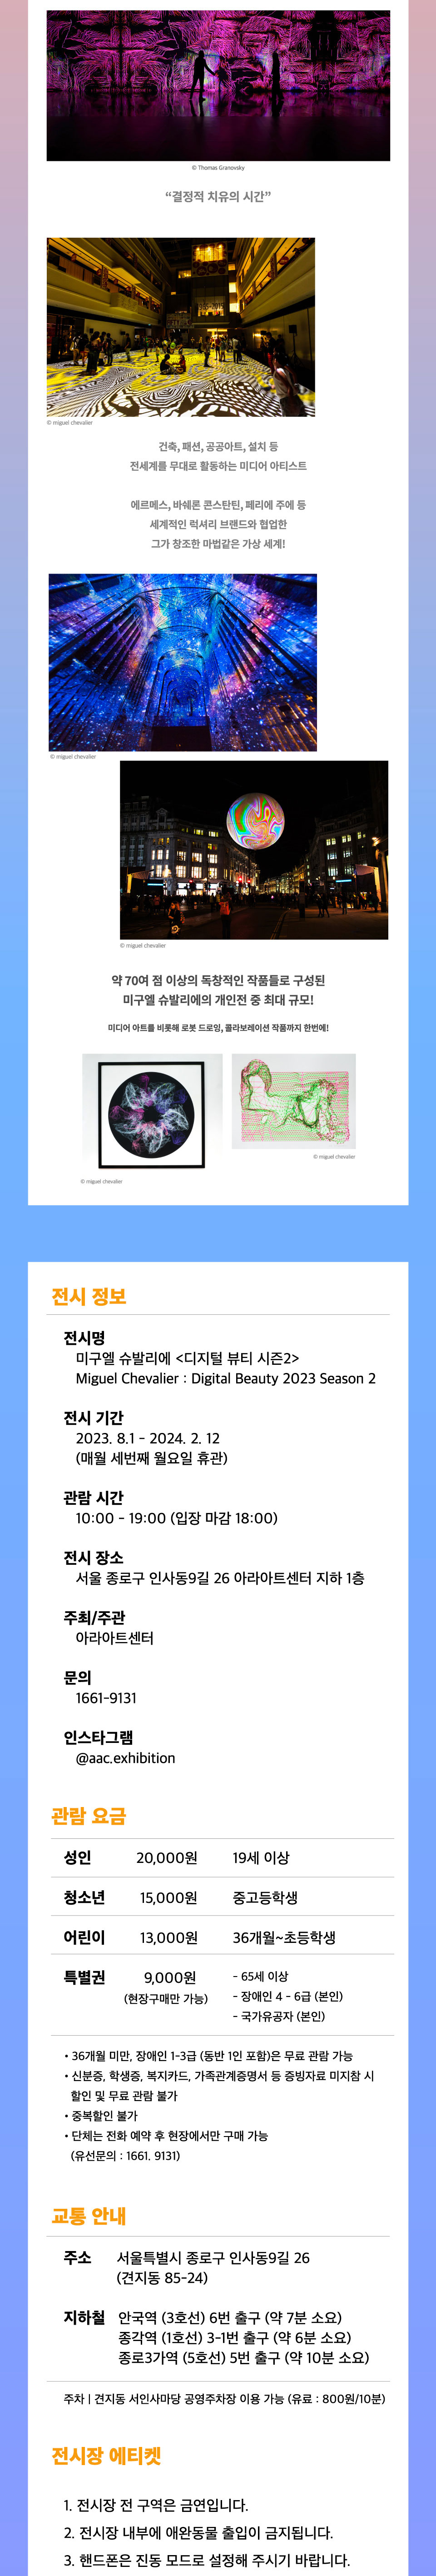 © Thomas Granovsky
“결정적 치유의 시간”
© miguel chevalier
건축, 패션, 공공아트, 설치 등
전세계를 무대로 활동하는 미디어 아티스트
에르메스, 바쉐론 콘스탄틴, 페리에 주에 등
세계적인 럭셔리 브랜드와 협업한
그가 창조한 마법같은 가상 세계!
© miguel chevalier
© miguel chevalier
약 70여 점 이상의 독창적인 작품들로 구성된
미구엘 슈발리에의 개인전 중 최대 규모!
미디어 아트를 비롯해 로봇 드로잉, 콜라보레이션 작품까지 한번에!
© miguel chevalier
© miguel chevalier
전시 정보
전시명
미구엘 슈발리에 <디지털 뷰티 시즌2>
Miguel Chevalier : Digital Beauty 2023 Season 2
전시 기간
2023. 8.1 - 2024. 2. 12
(매월 세번째 월요일 휴관)
관람 시간
10:00 - 19:00 (입장 마감 18:00)
전시 장소
서울 종로구 인사동9길 26 아라아트센터 지하 1층
주최/주관
아라아트센터
문의
1661-9131
인스타그램
@aac.exhibition
관람 요금
성인 20,000원 19세 이상
청소년 15,000원 중고등학생
어린이 13,000원 36개월~초등학생
특별권 9,000원 - 65세 이상
(현장구매만 가능) - 장애인 4 - 6급 (본인)
- 국가유공자 (본인)
• 36개월 미만, 장애인 1-3급 (동반 1인 포함)은 무료 관람 가능
• 신분증, 학생증, 복지카드, 가족관계증명서 등 증빙자료 미지참 시
할인 및 무료 관람 불가
• 중복할인 불가
• 단체는 전화 예약 후 현장에서만 구매 가능
(유선문의 : 1661. 9131)
교통 안내
주소 서울특별시 종로구 인사동9길 26
(견지동 85-24)
지하철 안국역 (3호선) 6번 출구 (약 7분 소요)
종각역 (1호선) 3-1번 출구 (약 6분 소요)
종로3가역 (5호선) 5번 출구 (약 10분 소요)
주차 | 견지동 서인사마당 공영주차장 이용 가능 (유료 : 800원/10분)
전시장 에티켓
1. 전시장 전 구역은 금연입니다.
2. 전시장 내부에 애완동물 출입이 금지됩니다.
3. 핸드폰은 진동 모드로 설정해 주시기 바랍니다.